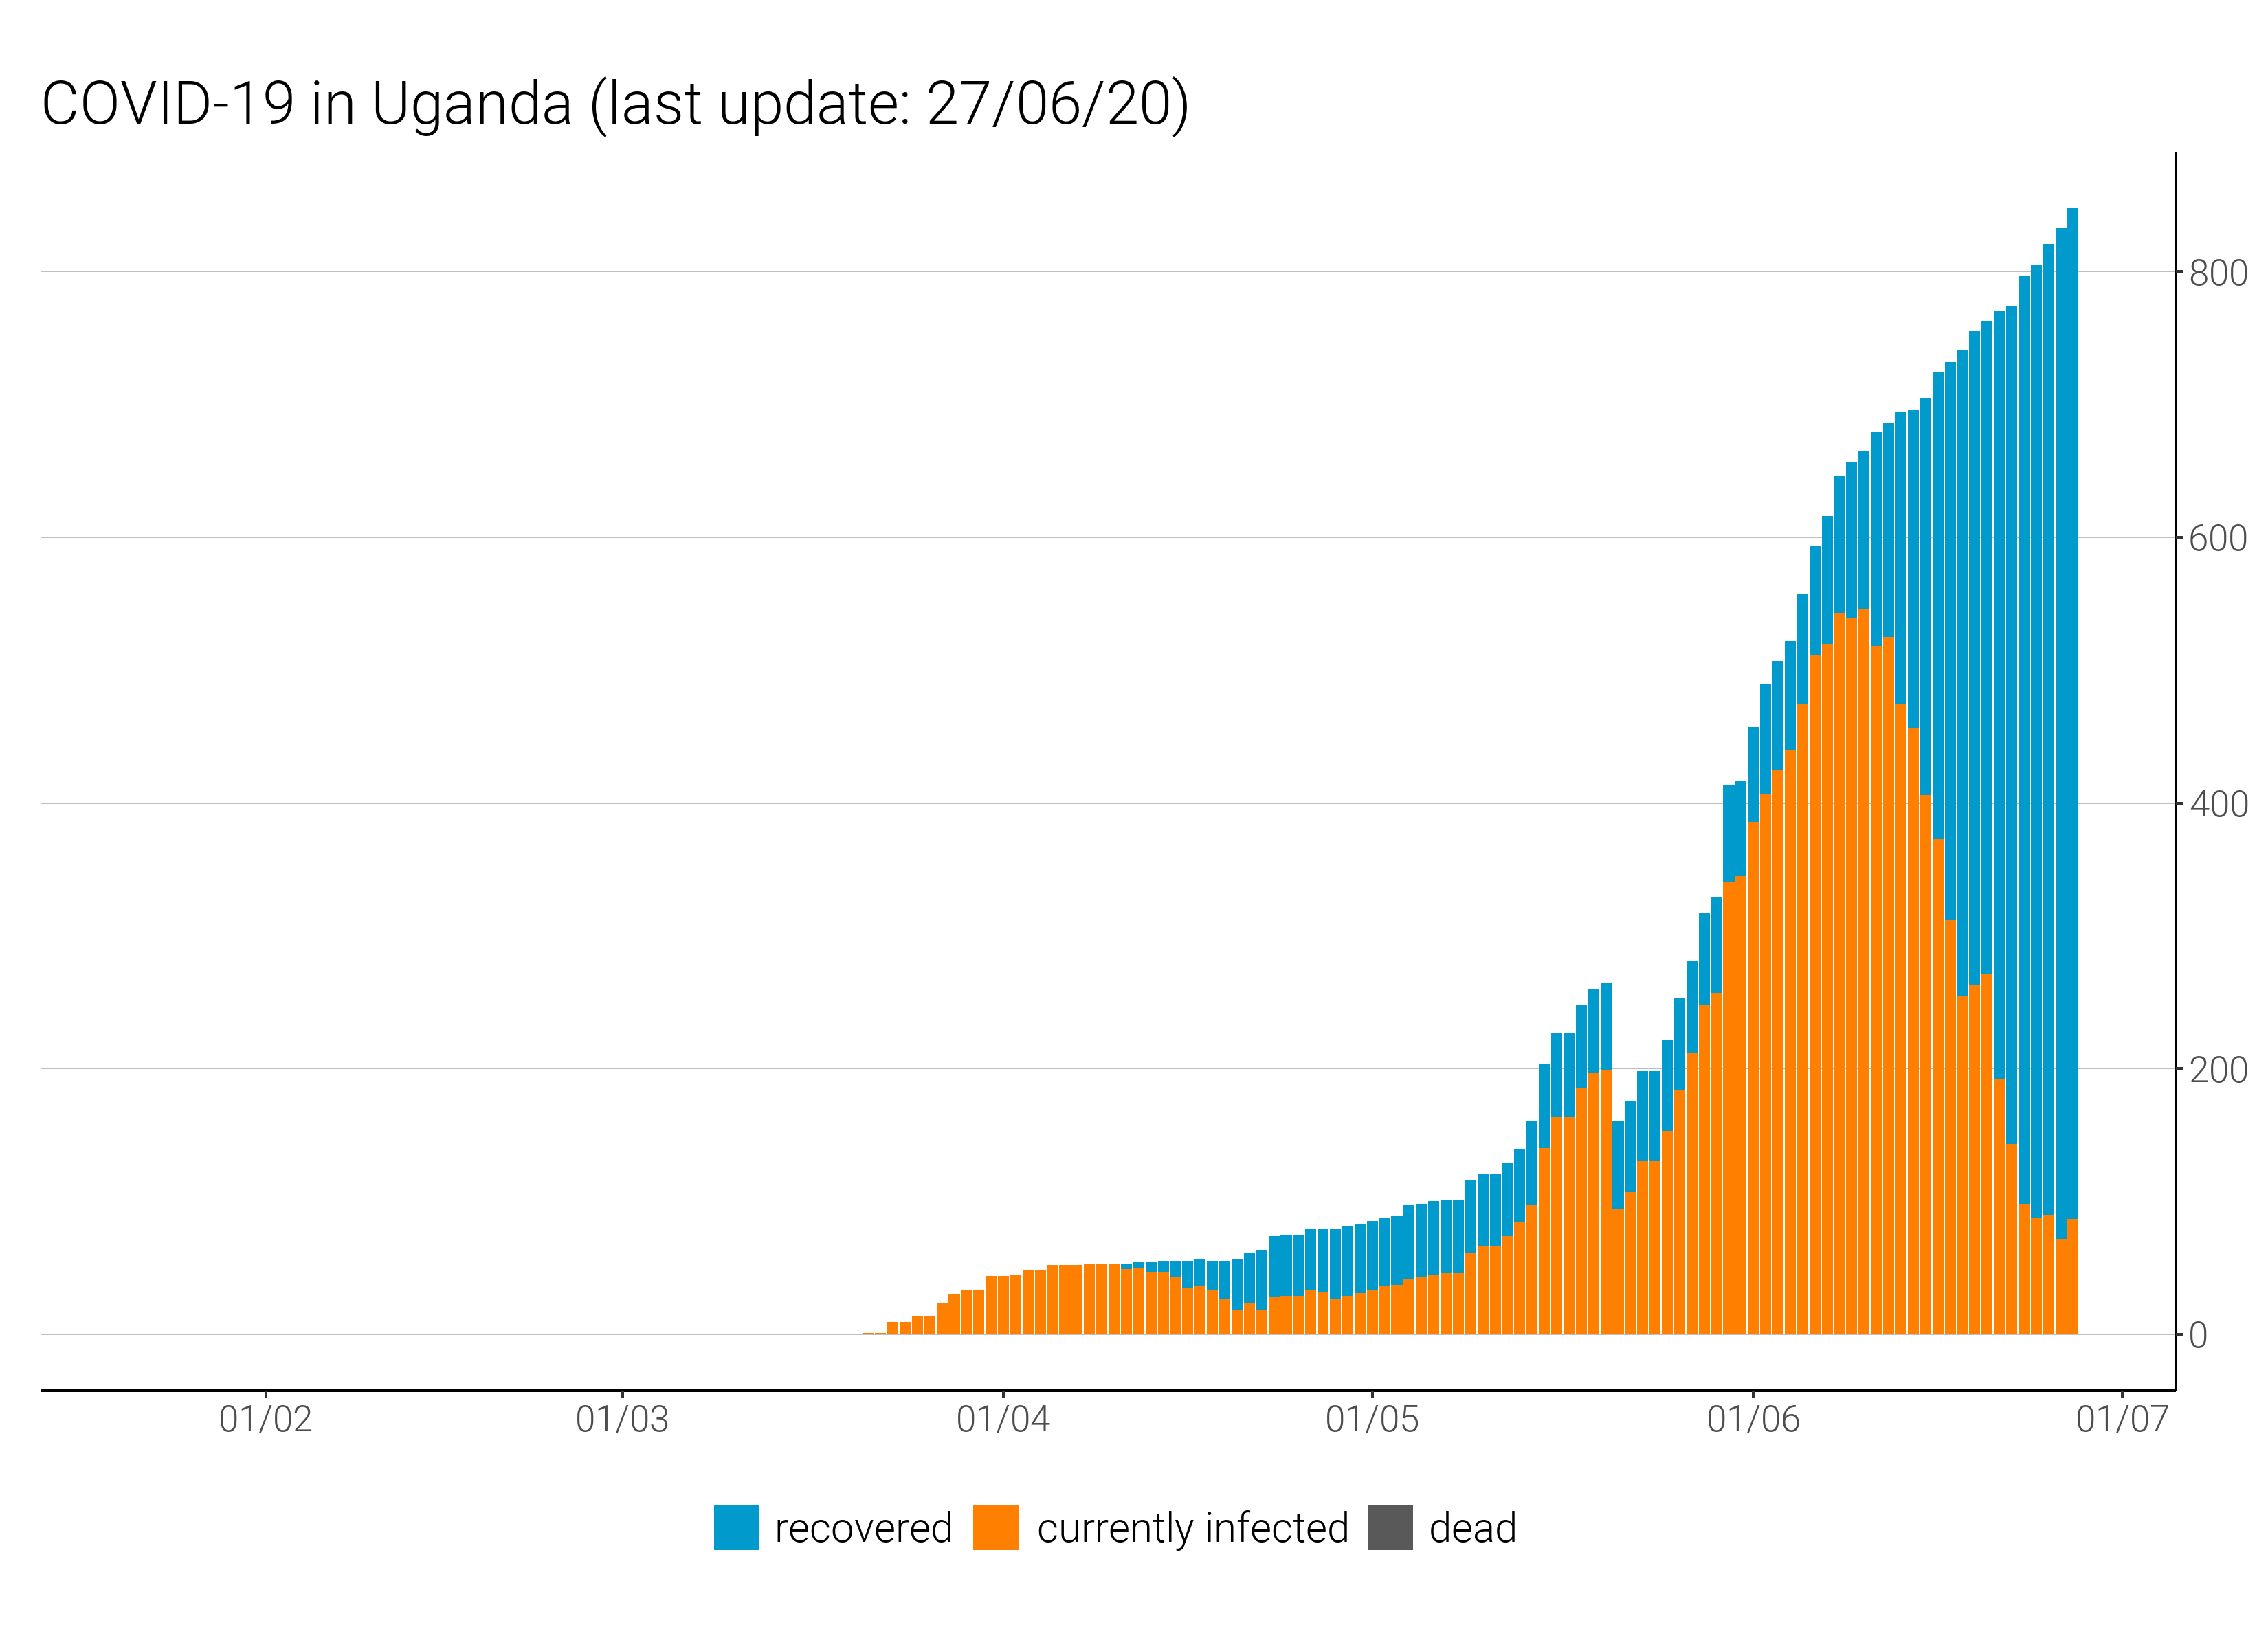 COVID-19 in Uganda (last update: 27/06/20)
800
600
400
200
0
01/02 01/03 01/04 01/05 01/06 01/07
recovered currently infected dead